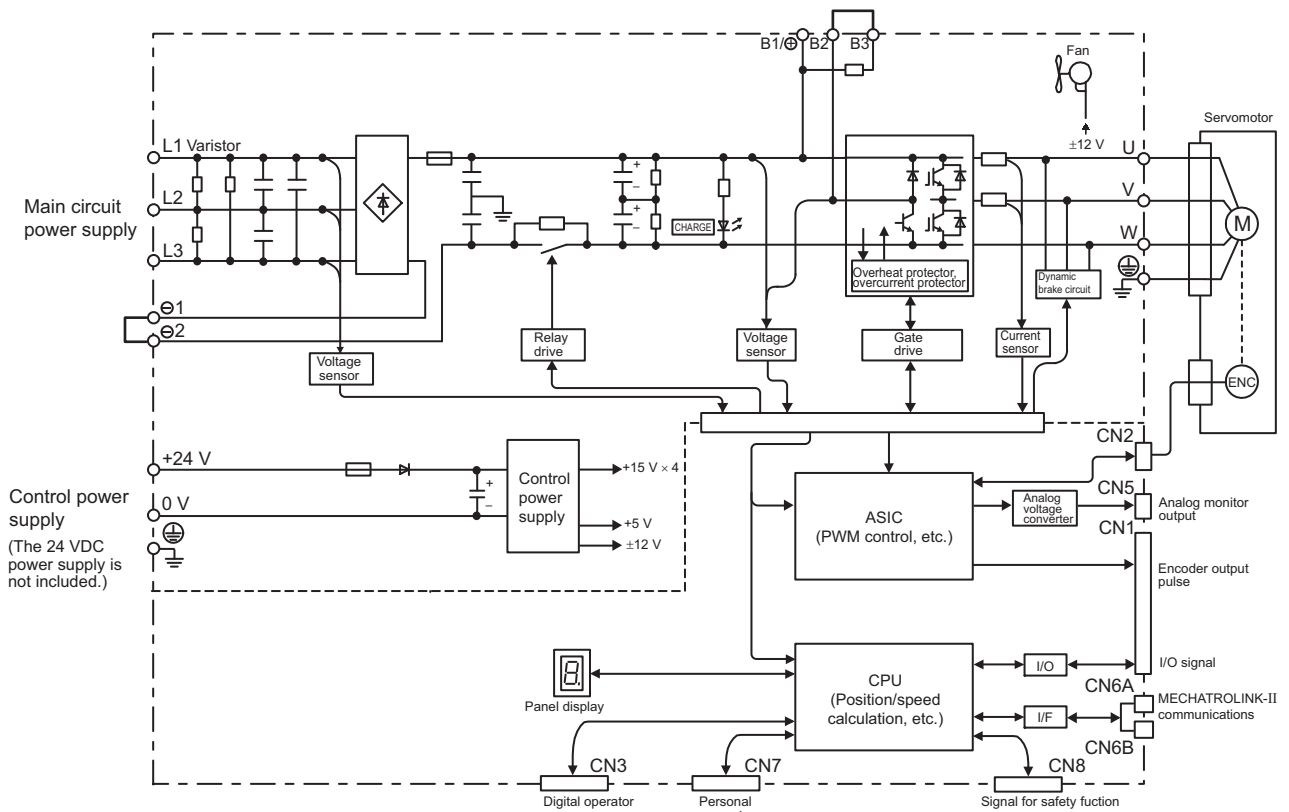 B1/⊕ B2 B3
Fan
±12 V
Servomotor
L1 Varistor
L2
L3
Main circuit
power supply
⊖1
⊖2
+
–
+
–
CHARGE
Overheat protector,
overcurrent protector
U
V
W
M
Dynamic
brake circuit
Voltage
sensor
Relay
drive
Voltage
sensor
Gate
drive
Current
sensor
ENC
+24 V
0 V
Control power
supply
(The 24 VDC
power supply is
not included.)
+
–
Control
power
supply
+15 V × 4
+5 V
±12 V
ASIC
(PWM control, etc.)
Analog
voltage
converter
CN2
CN5
Analog monitor
output
CN1
Encoder output
pulse
I/O signal
CPU
(Position/speed
calculation, etc.)
I/O
I/F
CN6A
MECHATROLINK-II
communications
CN6B
8.
Panel display
CN3
Digital operator
CN7
Personal
CN8
Signal for safety fuction